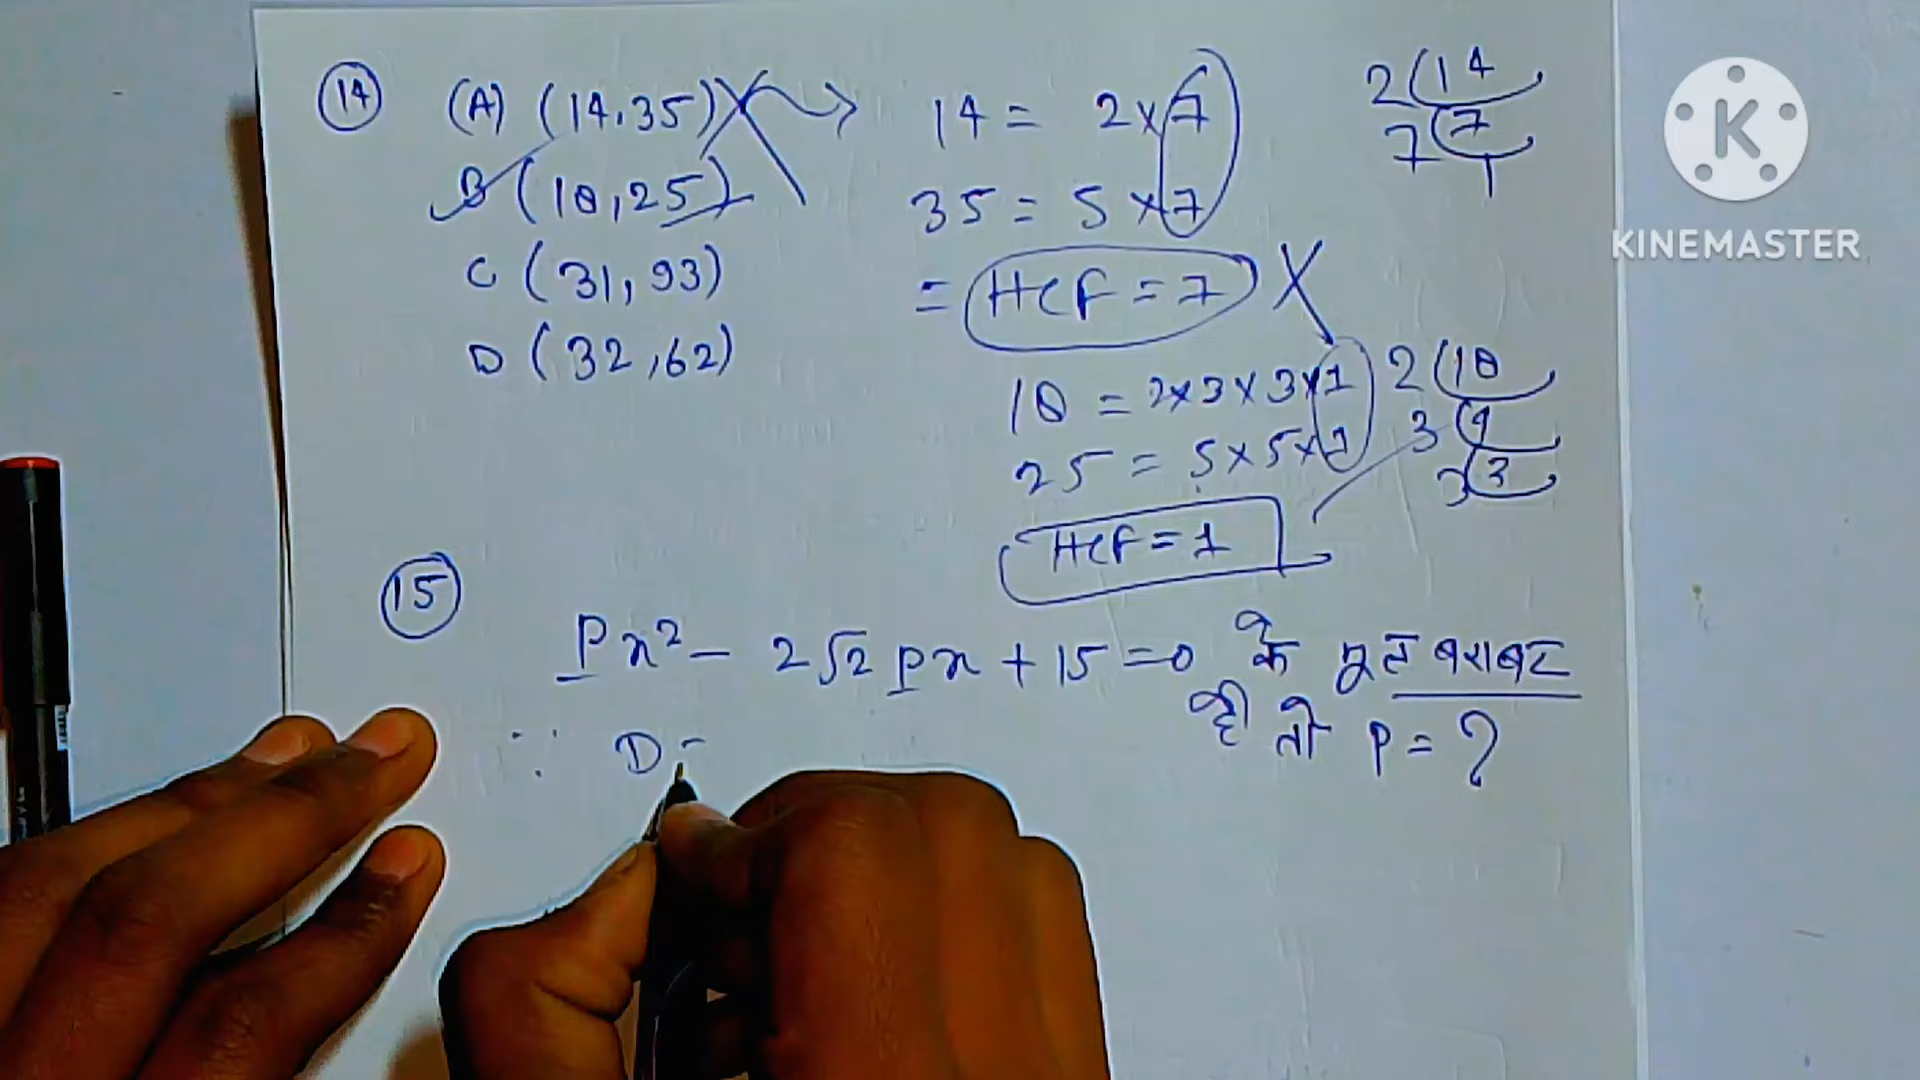 14 (A) (14,35) 14 = 2×7
B (18,25) 35 = 5×7
C (31,93) = HCF = 7
D (32,62)
2 14
7 7
1
18 = 2×3×3×1
25 = 5×5×1
HCF = 1
2 18
3 9
3 3
15
Px² − 2√2 Px + 15 = 0 के मूल बराबर
हो तो P = ?
∵ D =
K
KINEMASTER